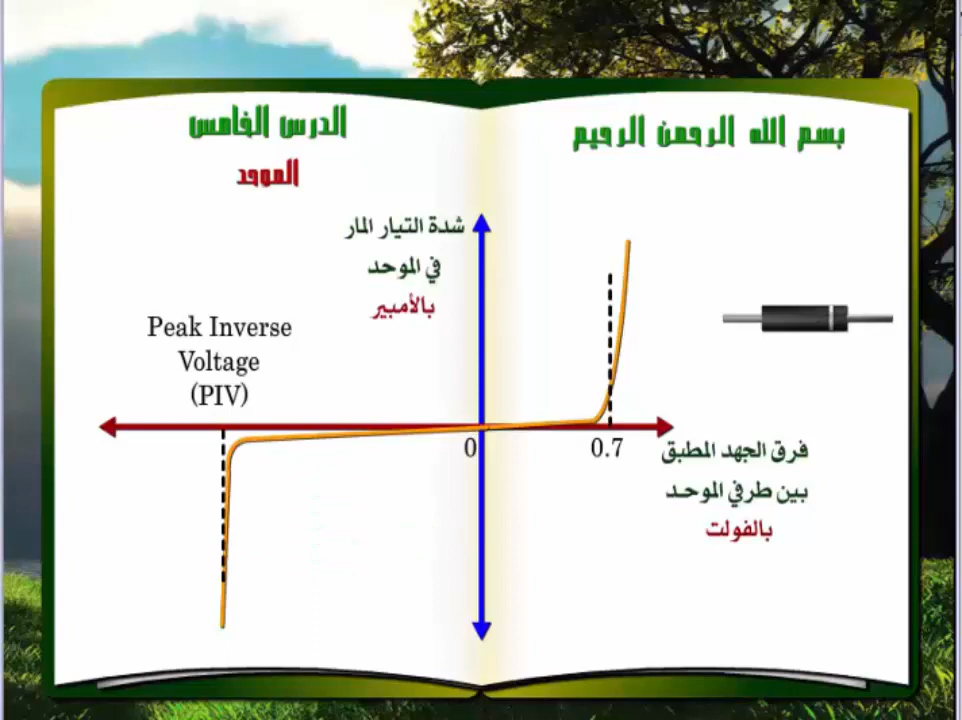 بسم الله الرحمن الرحيم
الدرس الخامس
الموحد
شدة التيار المار
في الموحد
بالأمبير
Peak Inverse
Voltage
(PIV)
0
0.7
فرق الجهد المطبق
بين طرفي الموحد
بالفولت